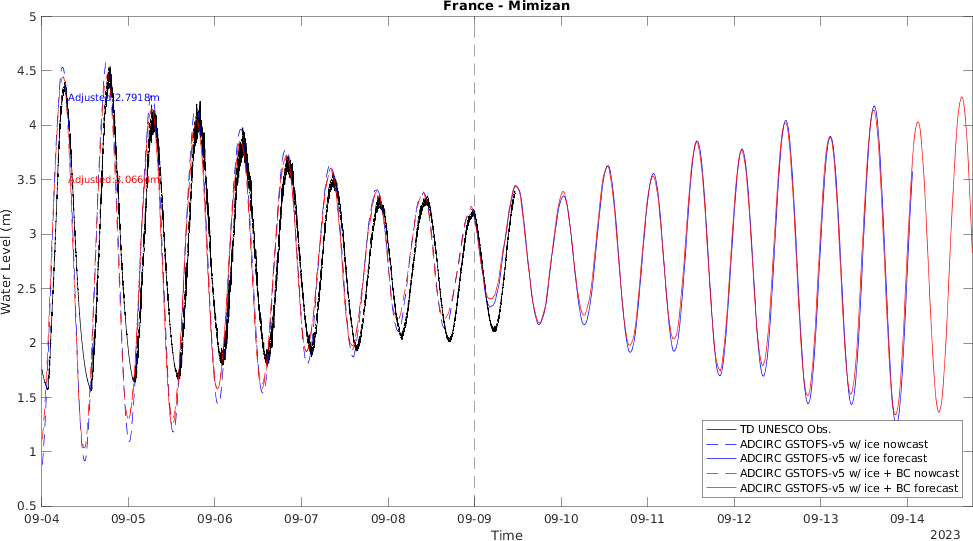 France - Mimizan
5
4.5
4
3.5
3
2.5
2
1.5
1
0.5
Water Level (m)
Adjusted:2.7918m
09-04
09-05
09-06
09-07
09-08
09-09
09-10
09-11
09-12
09-13
09-14
Time
2023
TD UNESCO Obs.
ADCIRC GSTOFS-v5 w/ ice nowcast
ADCIRC GSTOFS-v5 w/ ice forecast
ADCIRC GSTOFS-v5 w/ ice + BC nowcast
ADCIRC GSTOFS-v5 w/ ice + BC forecast